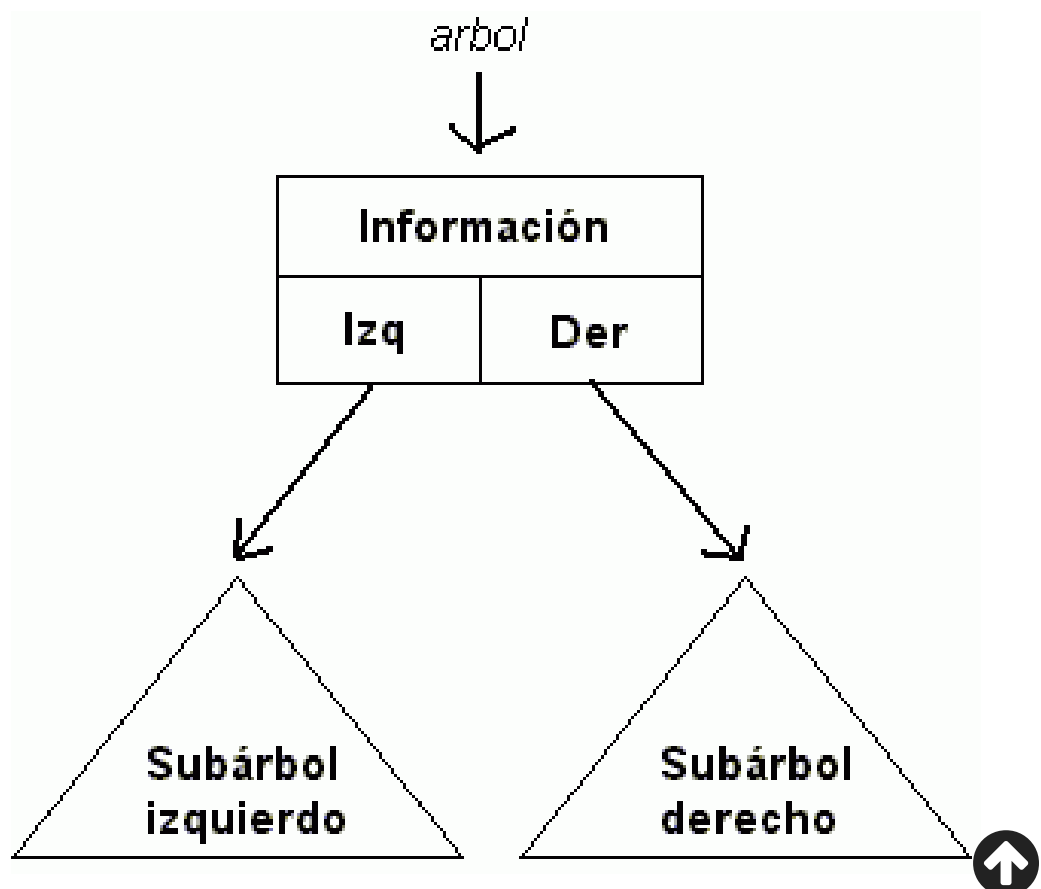 arbol
Información
Izq
Der
Subárbol
izquierdo
Subárbol
derecho